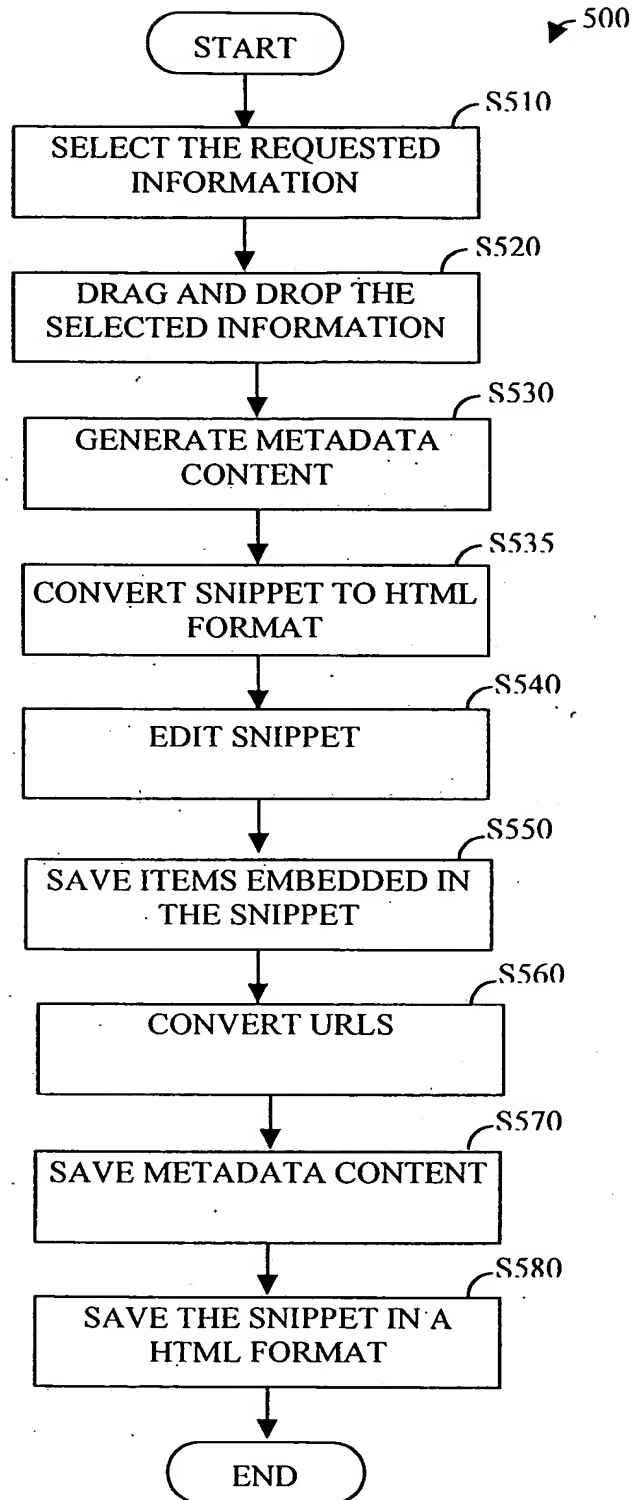 START
500
S510
SELECT THE REQUESTED
INFORMATION
S520
DRAG AND DROP THE
SELECTED INFORMATION
S530
GENERATE METADATA
CONTENT
S535
CONVERT SNIPPET TO HTML
FORMAT
S540
EDIT SNIPPET
S550
SAVE ITEMS EMBEDDED IN
THE SNIPPET
S560
CONVERT URLS
S570
SAVE METADATA CONTENT
S580
SAVE THE SNIPPET IN A
HTML FORMAT
END